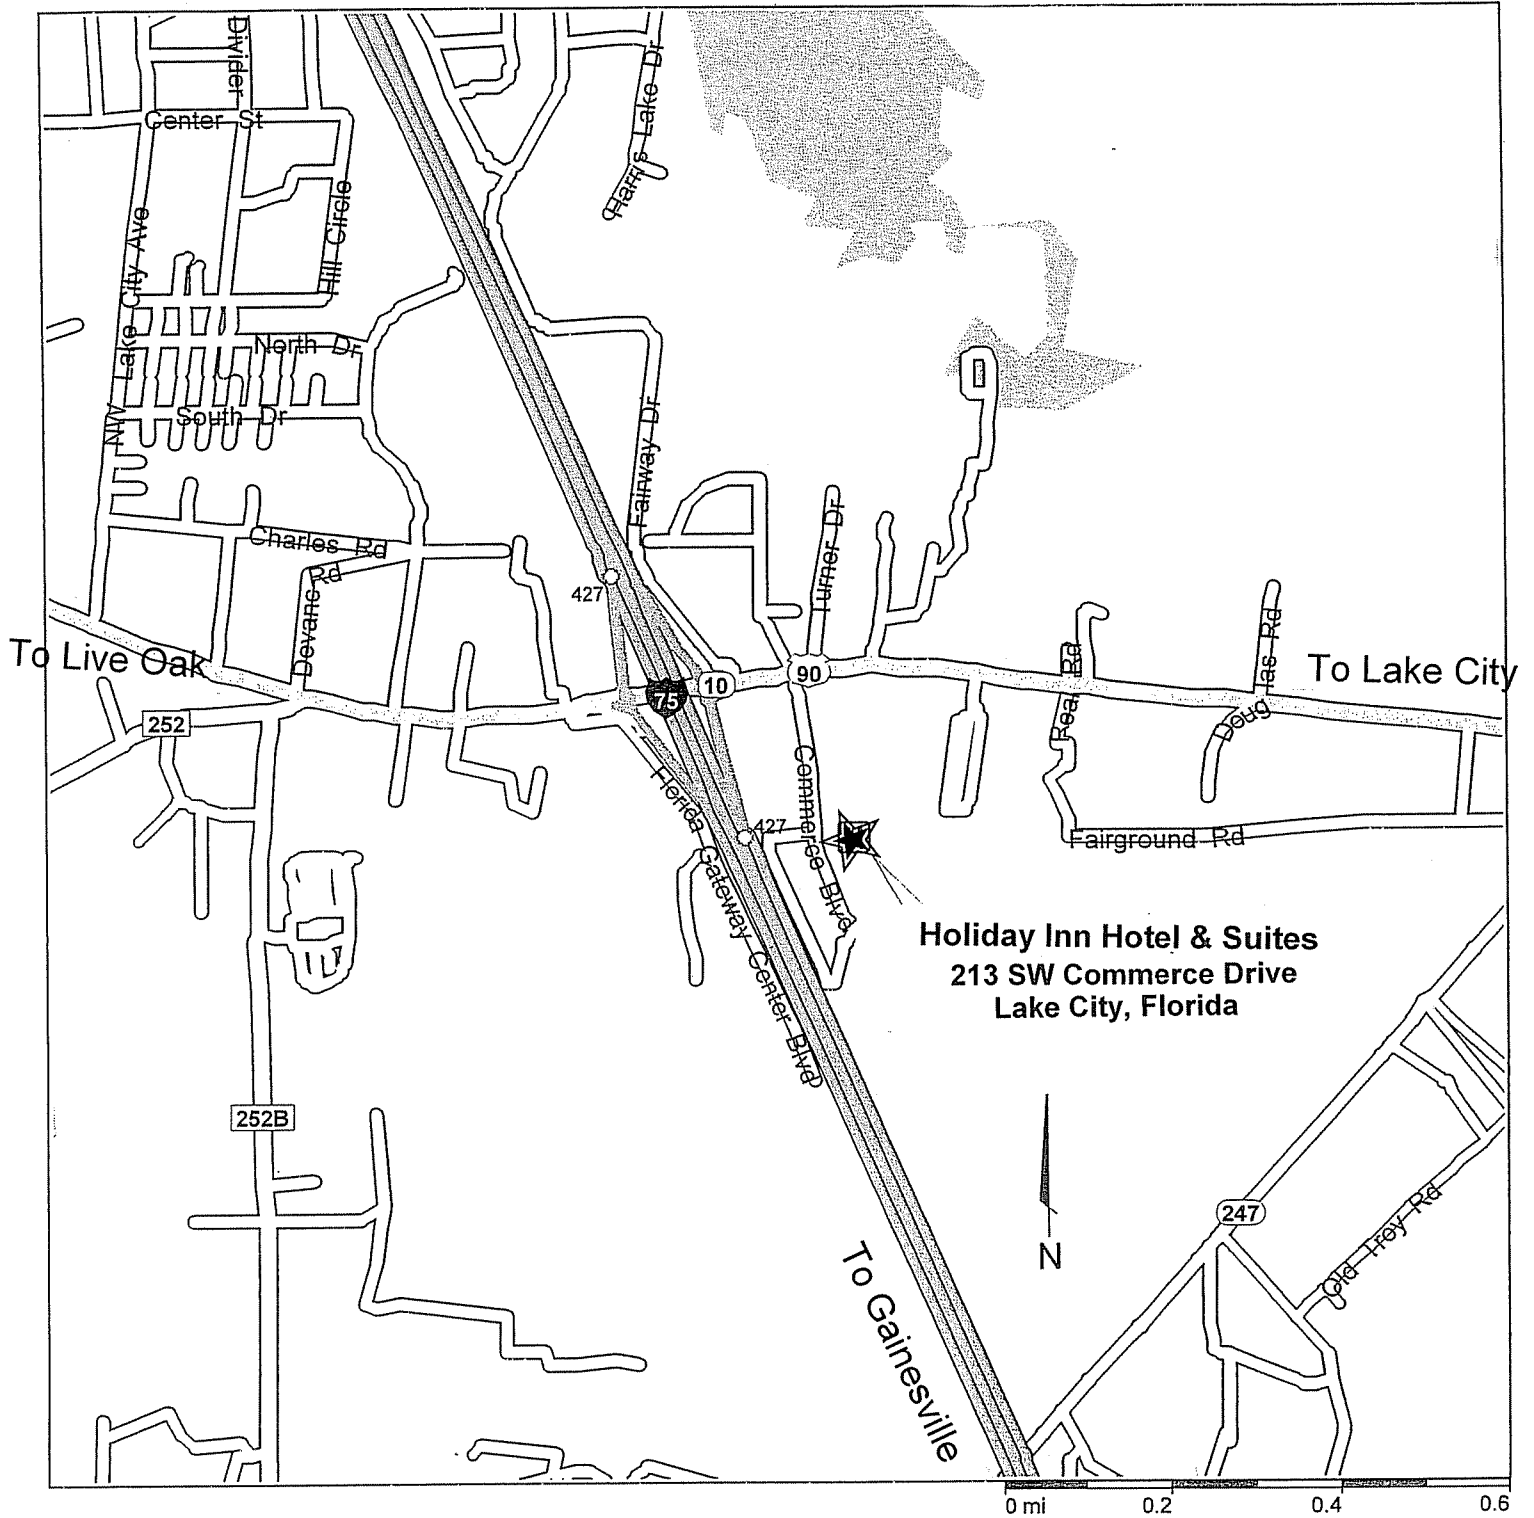 Divider
Center St
Harris Lake Dr
Hill Circle
NW Lake City Ave
North Dr
South Dr
Fairway Dr
Charles Rd
Devane Rd
Turner Dr
427
To Live Oak
To Lake City
252
75
10
90
Real Rd
Douglas Rd
Florida Gateway Center Blvd
427
Commerce Blvd
Fairground Rd
Holiday Inn Hotel & Suites
213 SW Commerce Drive
Lake City, Florida
252B
N
247
Old Troy Rd
To Gainesville
0 mi 0.2 0.4 0.6